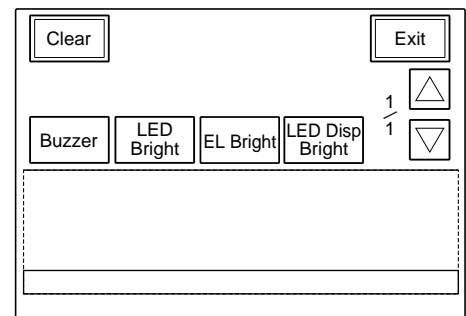 Clear
Exit
1/1
Buzzer
LED
Bright
EL Bright
LED Disp
Bright